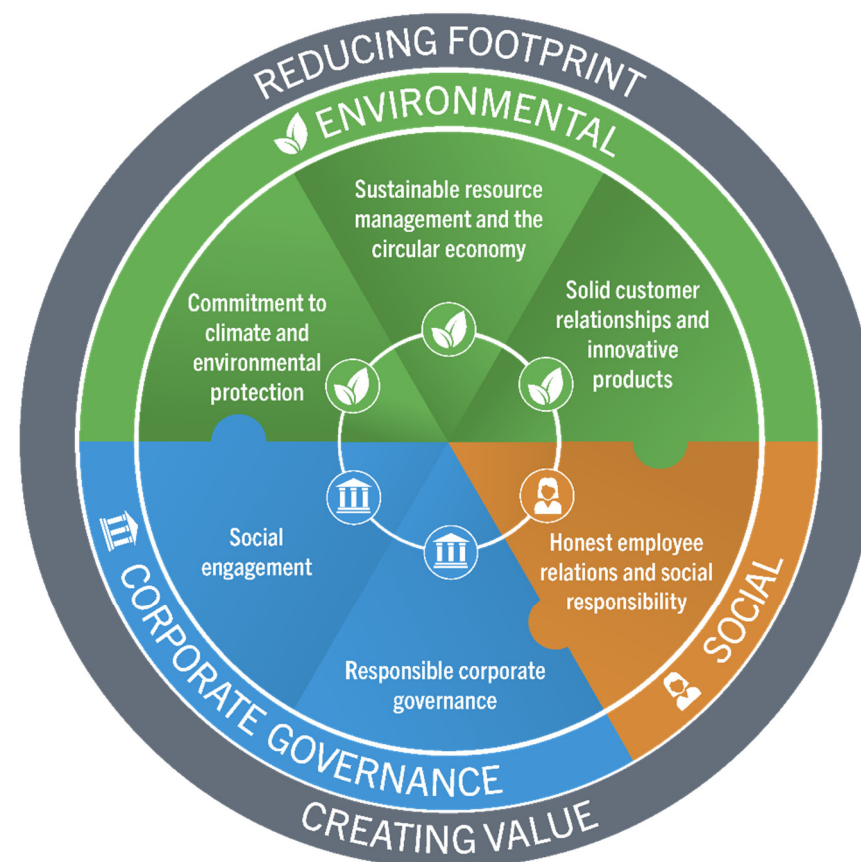 REDUCING FOOTPRINT
ENVIRONMENTAL
Sustainable resource
management and the
circular economy
Commitment to
climate and
environmental
protection
Solid customer
relationships and
innovative
products
Social
engagement
Honest employee
relations and social
responsibility
Responsible corporate
governance
CORPORATE GOVERNANCE
SOCIAL
CREATING VALUE